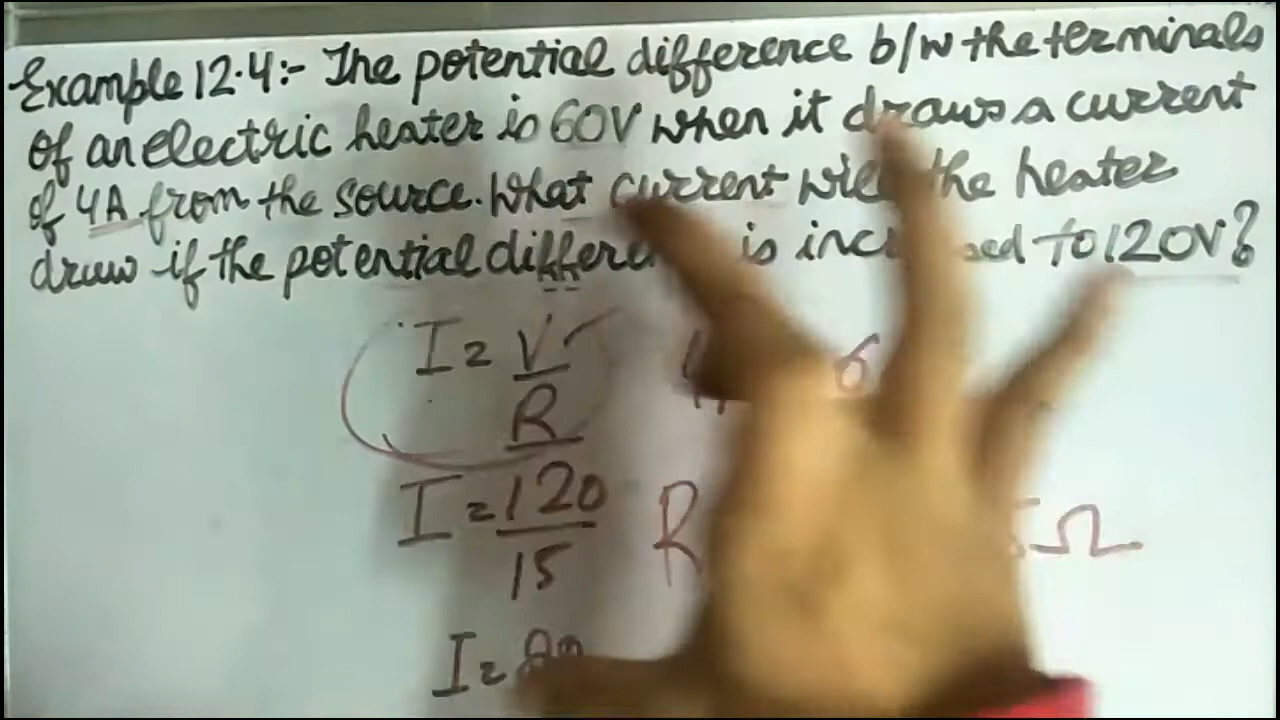 Example 12.4:- The potential difference b/w the terminals
of an electric heater is 60V when it draws a current
of 4A from the source. What current will the heater
draw if the potential is increased to 120V?
I = V/R 6
I = 120/15 R Ω
I =